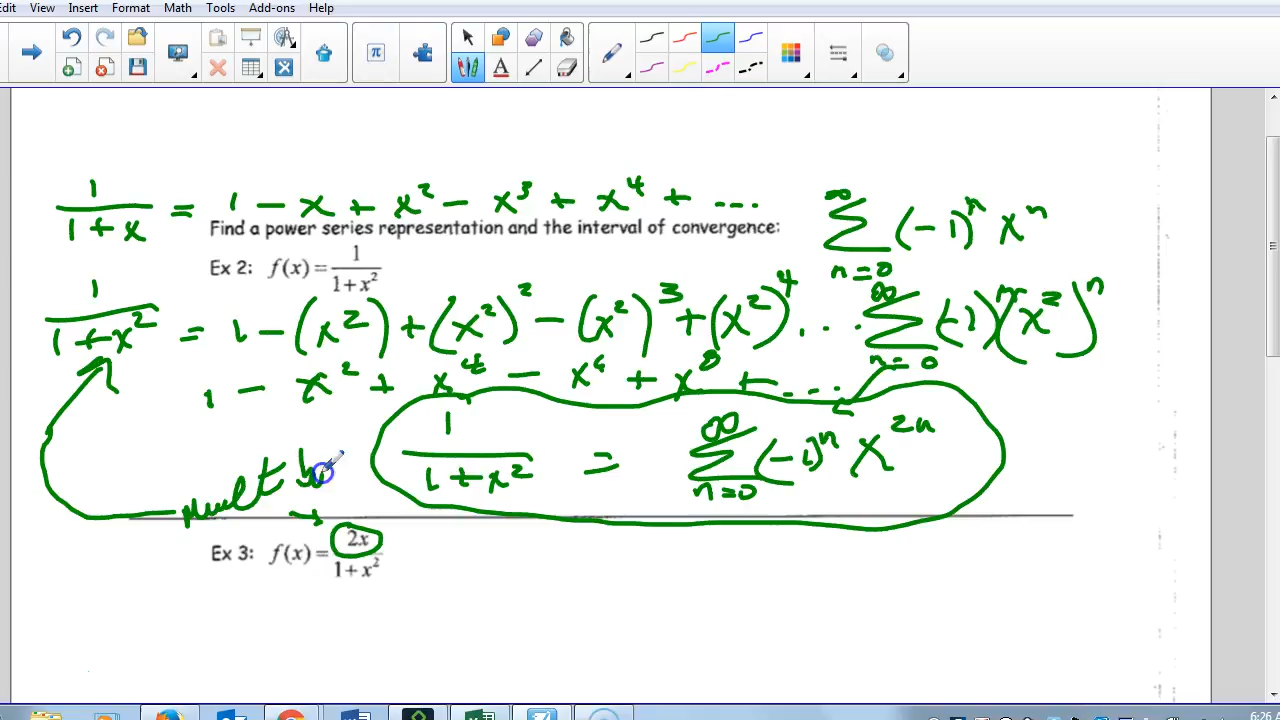 View Insert Format Math Tools Add-ons Help
1/(1+x) = 1 - x + x² - x³ + x⁴ + ... ∑ n=0 ∞ (-1)ⁿ xⁿ
Find a power series representation and the interval of convergence:
Ex 2: f(x) = 1/(1+x²)
1/(1+x²) = 1 - (x²) + (x²)² - (x²)³ + (x²)⁴ ... ∑ n=0 ∞ (-1)ⁿ (x²)ⁿ
1 - x² + x⁴ - x⁶ + x⁸ + ...
1/(1+x²) = ∑ n=0 ∞ (-1)ⁿ x²ⁿ
mult
Ex 3: f(x) = 2x/(1+x²)